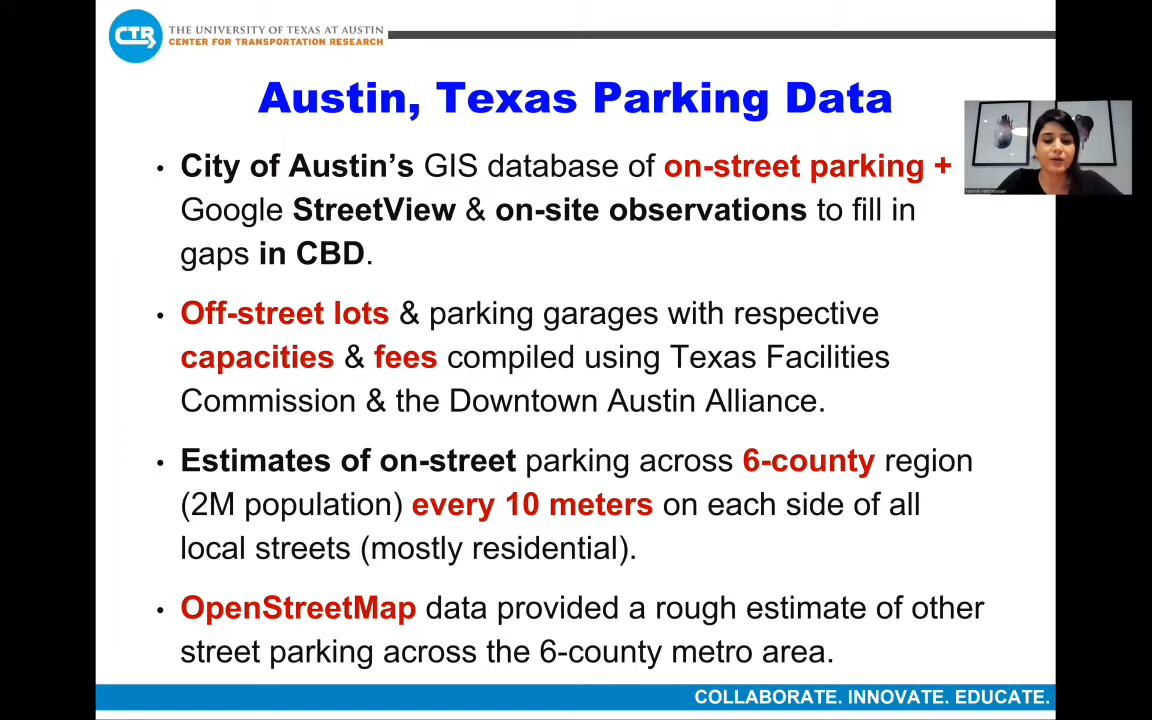 CTR
THE UNIVERSITY OF TEXAS AT AUSTIN
CENTER FOR TRANSPORTATION RESEARCH
Austin, Texas Parking Data
• City of Austin’s GIS database of on-street parking +
Google StreetView & on-site observations to fill in
gaps in CBD.
• Off-street lots & parking garages with respective
capacities & fees compiled using Texas Facilities
Commission & the Downtown Austin Alliance.
• Estimates of on-street parking across 6-county region
(2M population) every 10 meters on each side of all
local streets (mostly residential).
• OpenStreetMap data provided a rough estimate of other
street parking across the 6-county metro area.
COLLABORATE. INNOVATE. EDUCATE.